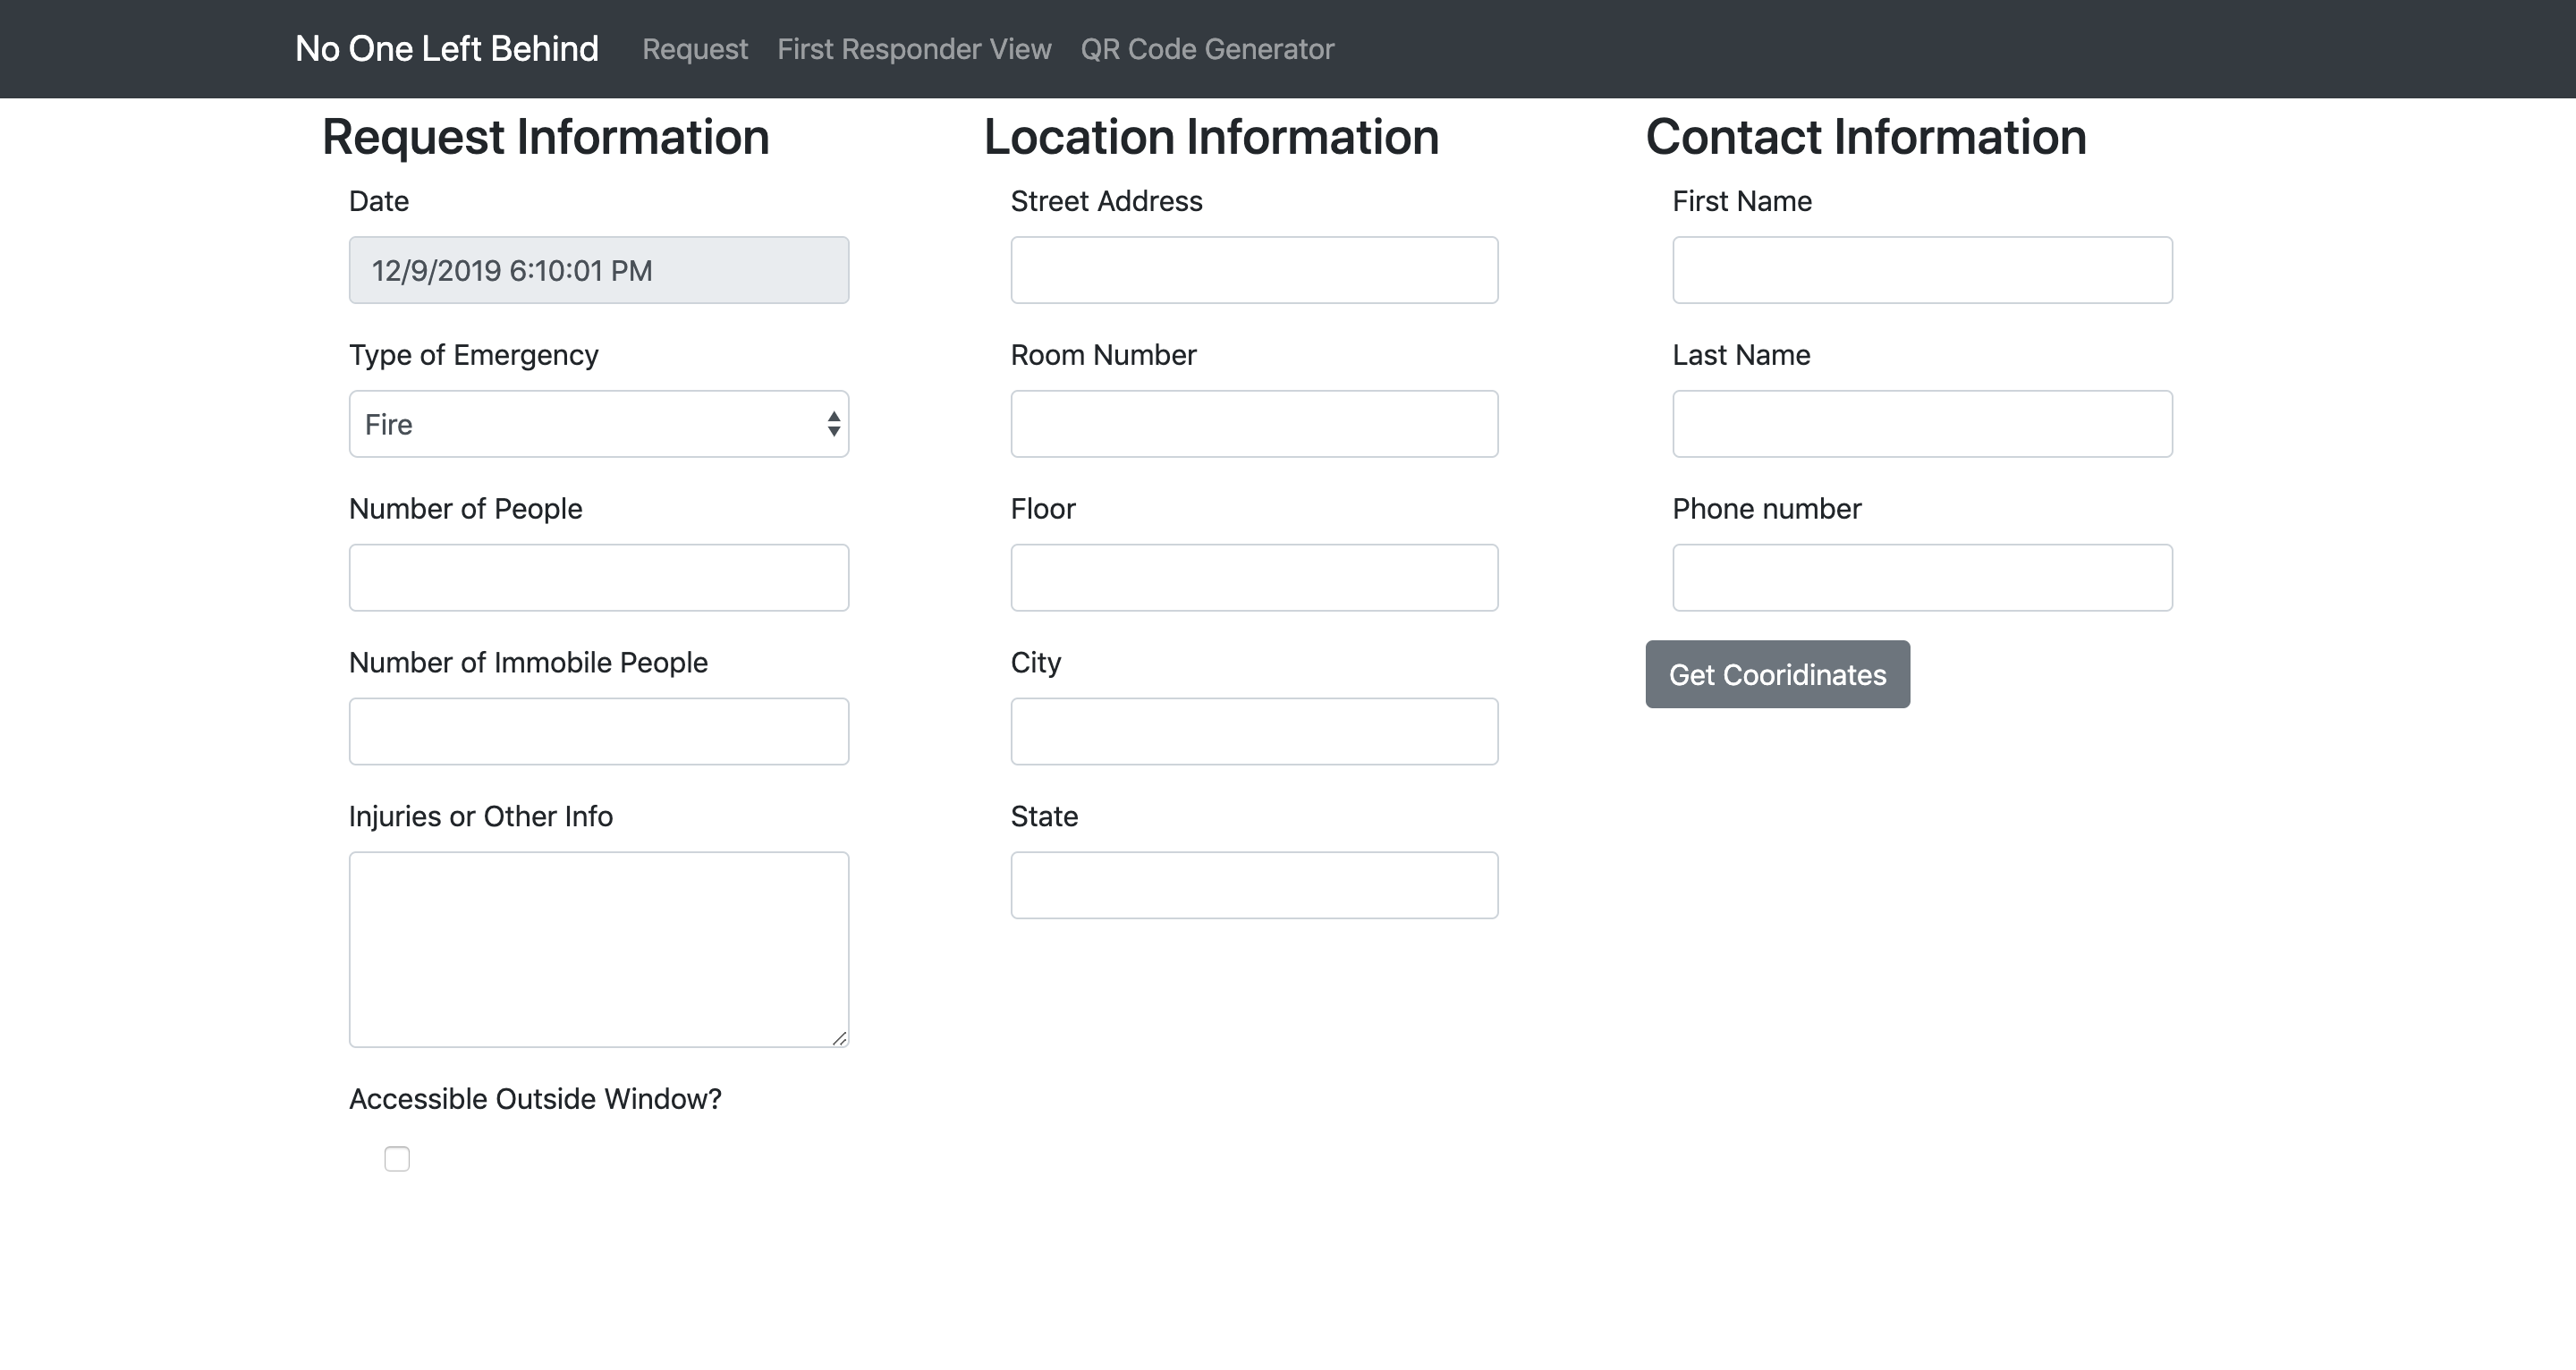 No One Left Behind Request First Responder View QR Code Generator
Request Information
Date
12/9/2019 6:10:01 PM
Type of Emergency
Fire
Number of People
Number of Immobile People
Injuries or Other Info
Accessible Outside Window?
Location Information
Street Address
Room Number
Floor
City
State
Contact Information
First Name
Last Name
Phone number
Get Cooridinates